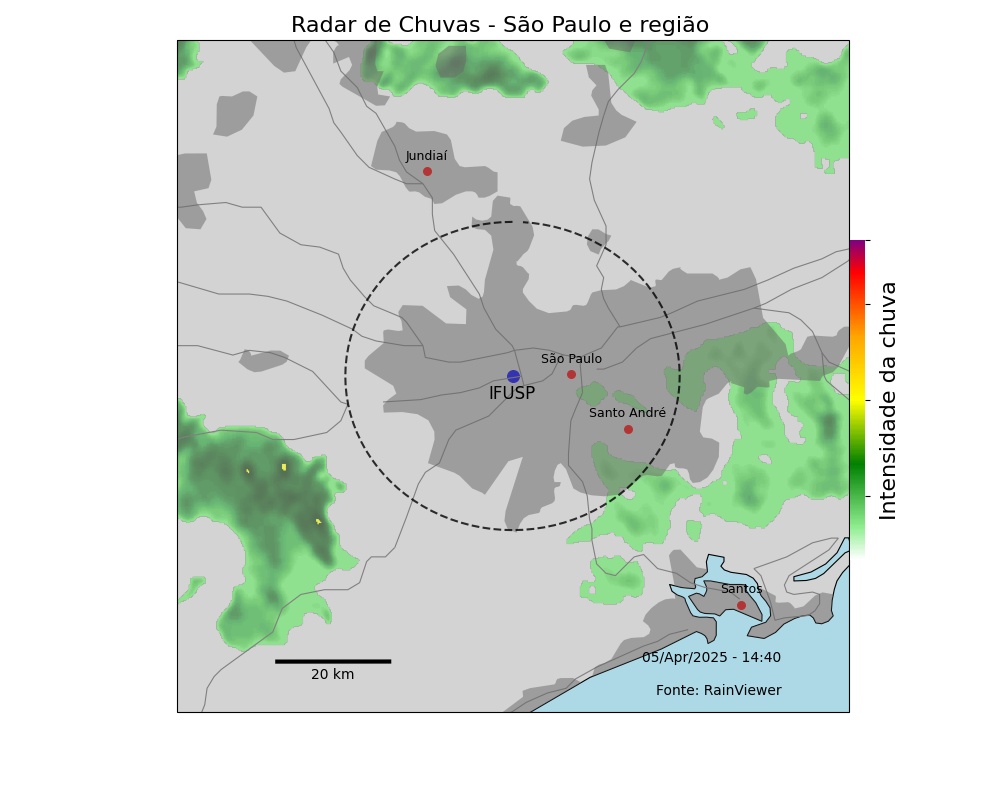 Radar de Chuvas - São Paulo e região
Jundiaí
São Paulo
IFUSP
Santo André
Intensidade da chuva
Santos
05/Apr/2025 - 14:40
20 km
Fonte: RainViewer